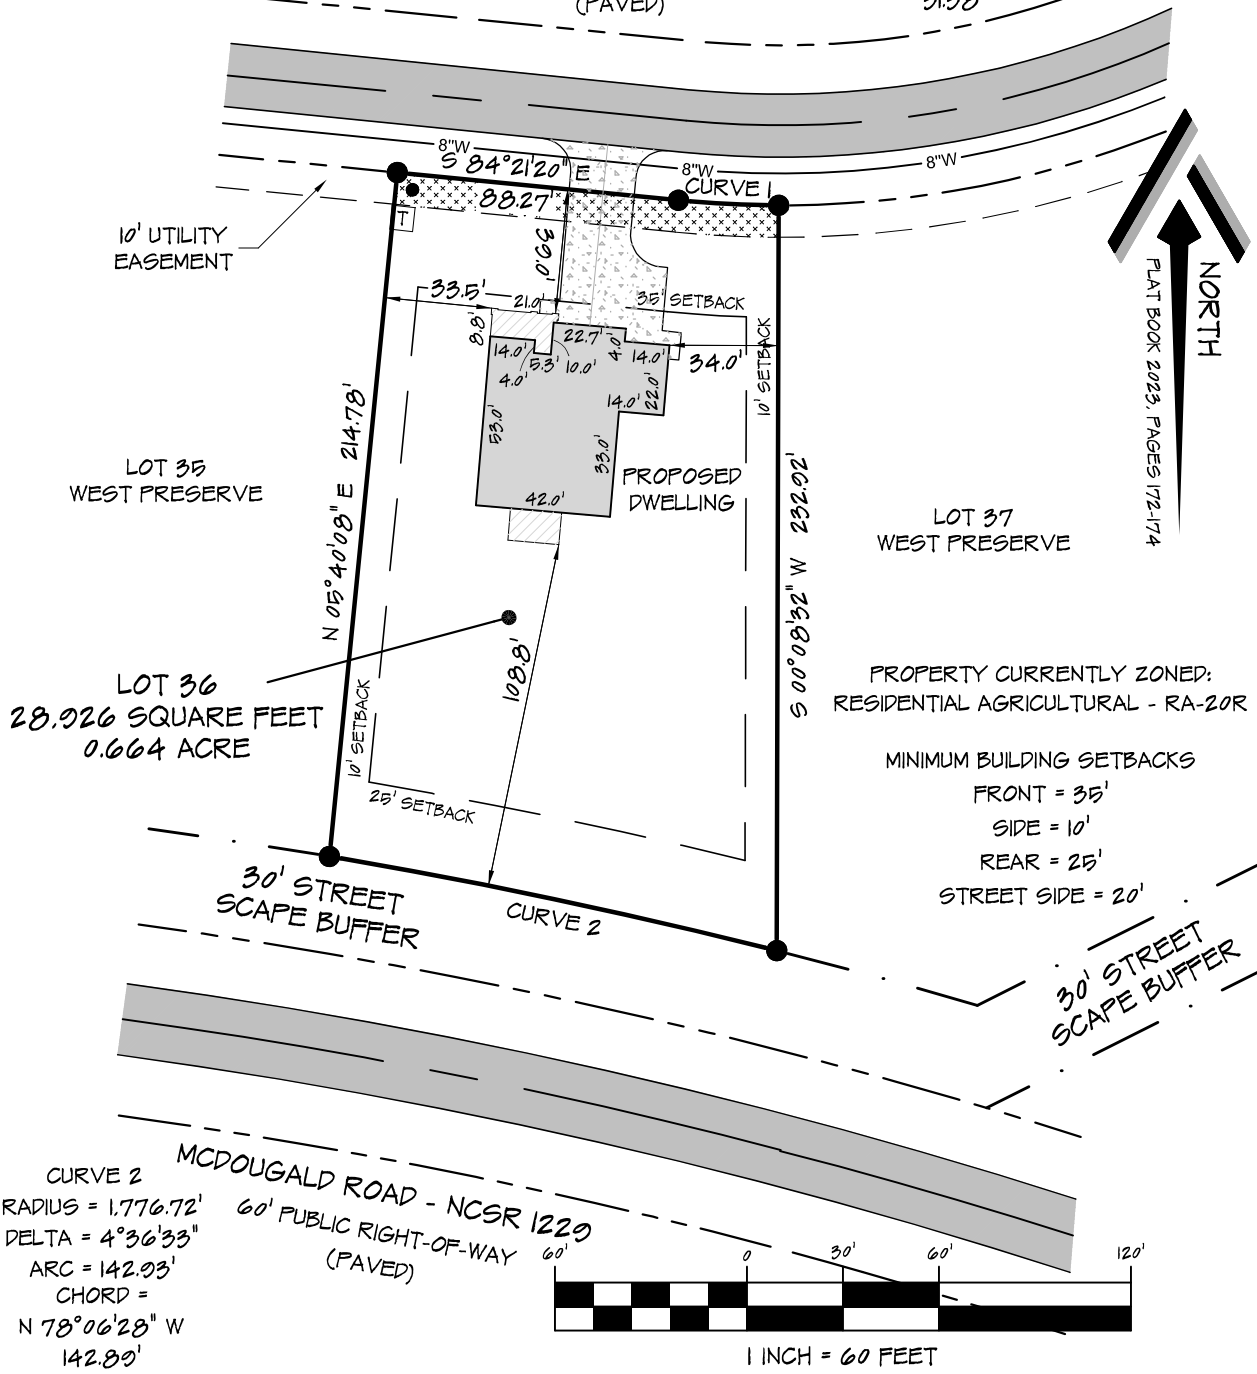 (PAVED)
8"W
8"W
8"W
S 84°21'20" E
88.27'
CURVE 1
10' UTILITY
EASEMENT
T
39.0'
33.5'
21.0'
35' SETBACK
8.8'
22.7'
4.0'
14.0'
14.0'
5.3'
10.0'
4.0'
34.0'
10' SETBACK
14.0'
22.0'
53.0'
33.0'
42.0'
PROPOSED
DWELLING
NORTH
PLAT BOOK 2023, PAGES 172-174
LOT 35
WEST PRESERVE
N 05°40'08" E 214.78'
S 00°08'32" W 232.92'
LOT 37
WEST PRESERVE
108.8'
LOT 36
28,926 SQUARE FEET
0.664 ACRE
10' SETBACK
25' SETBACK
PROPERTY CURRENTLY ZONED:
RESIDENTIAL AGRICULTURAL - RA-20R
MINIMUM BUILDING SETBACKS
FRONT = 35'
SIDE = 10'
REAR = 25'
STREET SIDE = 20'
30' STREET
SCAPE BUFFER
CURVE 2
30' STREET
SCAPE BUFFER
MCDOUGALD ROAD - NCSR 1229
60' PUBLIC RIGHT-OF-WAY
(PAVED)
CURVE 2
RADIUS = 1,776.72'
DELTA = 4°36'33"
ARC = 142.93'
CHORD =
N 78°06'28" W
142.89'
60' 0 30' 60' 120'
1 INCH = 60 FEET